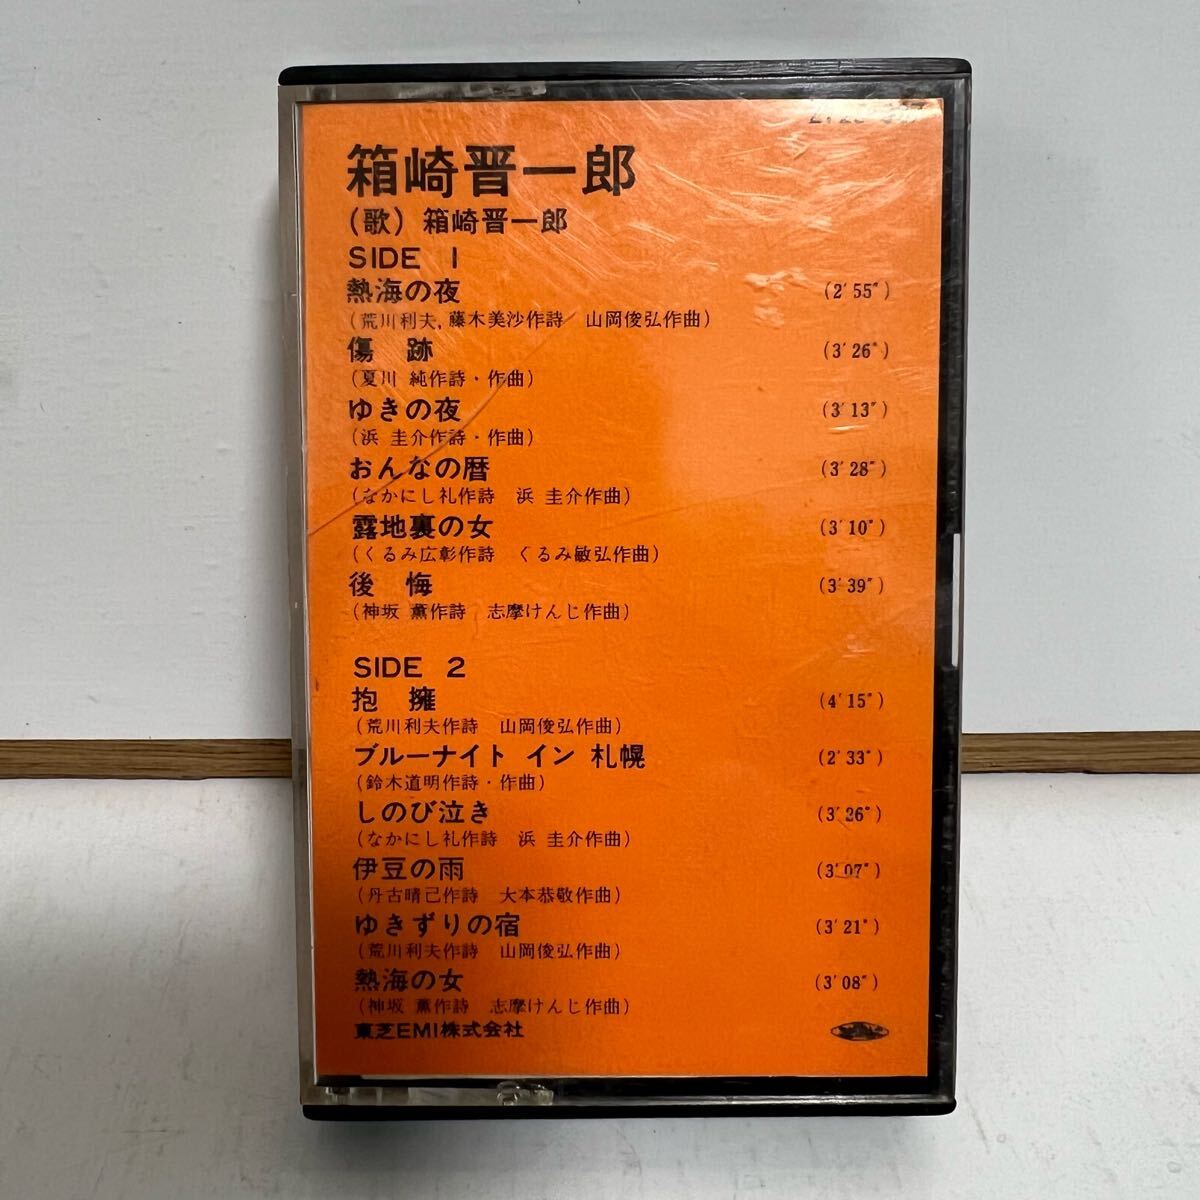 箱崎晋一郎
(歌) 箱崎晋一郎
SIDE 1
熱海の夜 (2'55")
(荒川利夫,藤木美沙作詩 山岡俊弘作曲)
傷 跡 (3'26")
(夏川 純作詩・作曲)
ゆきの夜 (3'13")
(浜 圭介作詩・作曲)
おんなの暦 (3'28")
(なかにし礼作詩 浜 圭介作曲)
露地裏の女 (3'10")
(くるみ広彰作詩 くるみ敏弘作曲)
後 悔 (3'39")
(神坂 薫作詩 志摩けんじ作曲)
SIDE 2
抱 擁 (4'15")
(荒川利夫作詩 山岡俊弘作曲)
ブルーナイト イン 札幌 (2'33")
(鈴木道明作詩・作曲)
しのび泣き (3'26")
(なかにし礼作詩 浜 圭介作曲)
伊豆の雨 (3'07")
(丹古晴己作詩 大本恭敬作曲)
ゆきずりの宿 (3'21")
(荒川利夫作詩 山岡俊弘作曲)
熱海の女 (3'08")
(神坂 薫作詩 志摩けんじ作曲)
東芝EMI株式会社